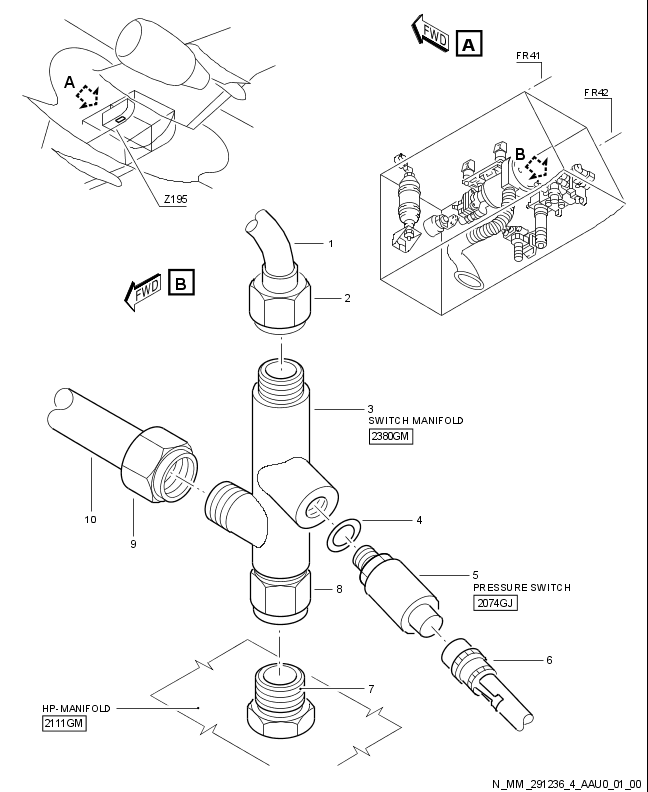 FWD
A
FR41
FR42
A
B
Z195
1
FWD
B
2
3
SWITCH MANIFOLD
2380GM
4
10
9
5
PRESSURE SWITCH
2074GJ
8
6
7
HP-MANIFOLD
2111GM
N_MM_291236_4_AAU0_01_00